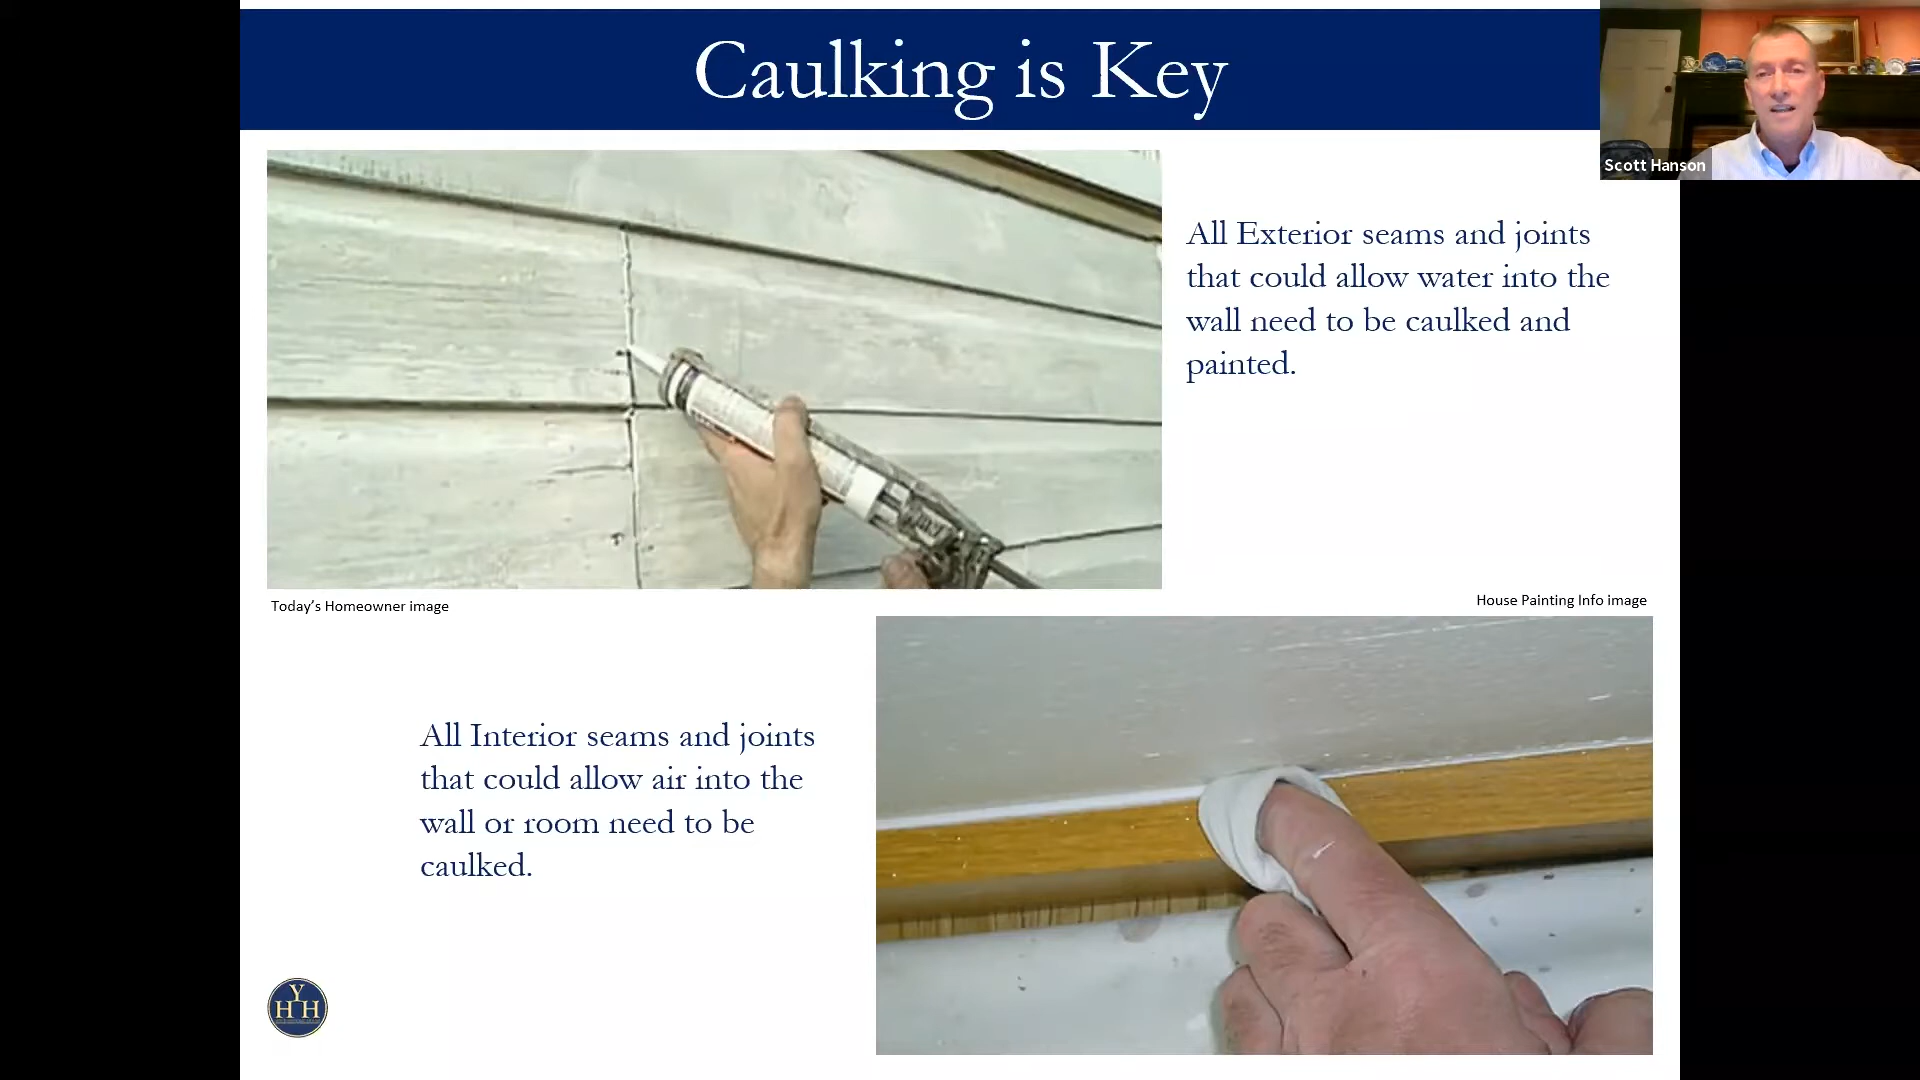 Caulking is Key
Scott Hanson
All Exterior seams and joints
that could allow water into the
wall need to be caulked and
painted.
Today's Homeowner image
House Painting Info image
All Interior seams and joints
that could allow air into the
wall or room need to be
caulked.
Y
H H